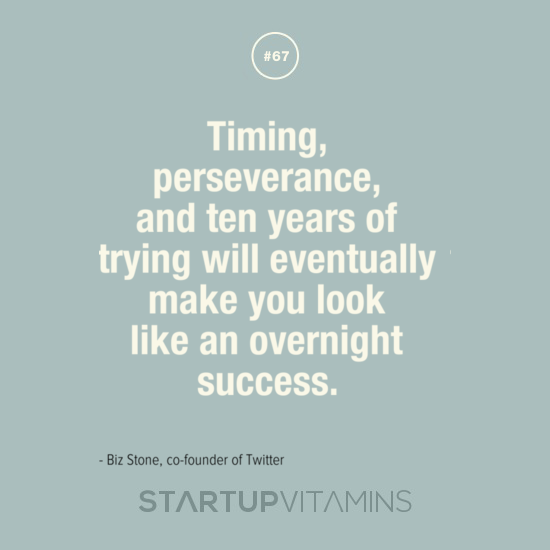 #67
Timing,
perseverance,
and ten years of
trying will eventually
make you look
like an overnight
success.
- Biz Stone, co-founder of Twitter
STARTUPVITAMINS